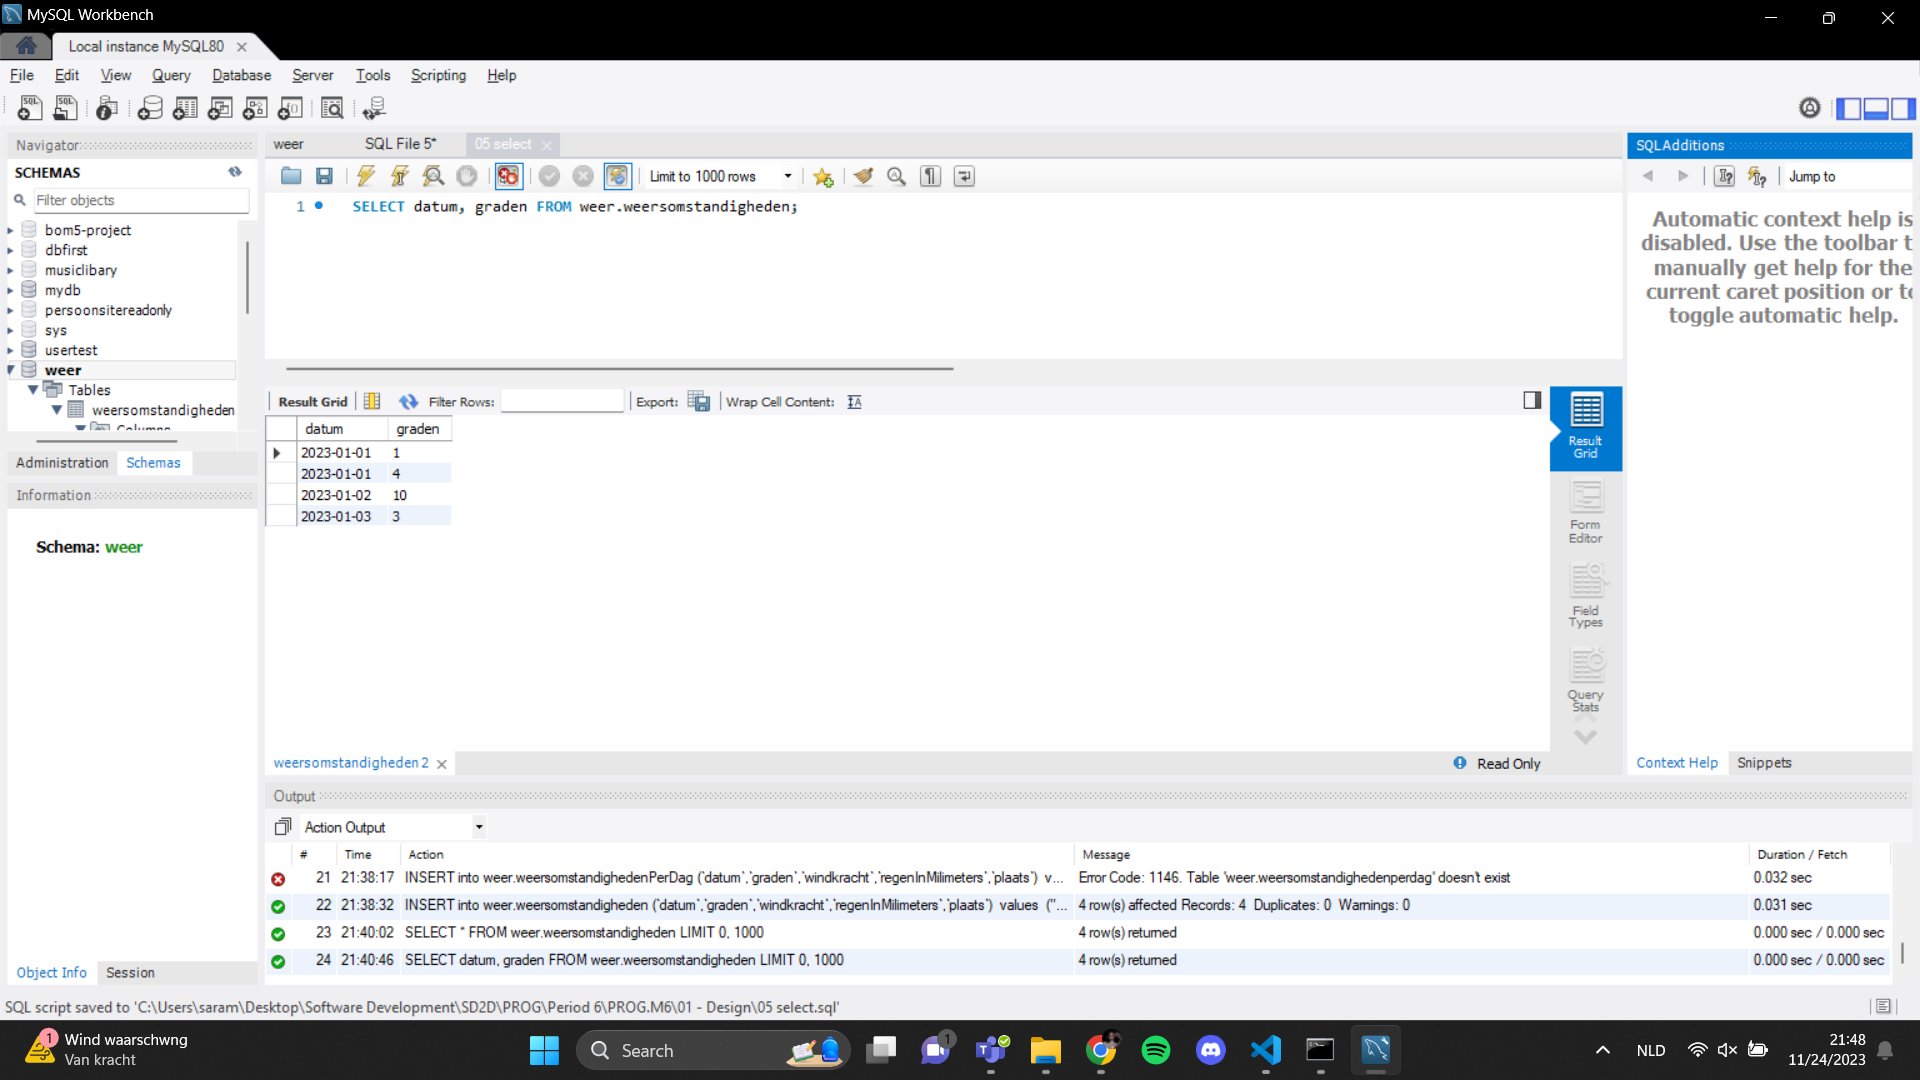 MySQL Workbench
Local instance MySQL80
File Edit View Query Database Server Tools Scripting Help
Navigator
SCHEMAS
Filter objects
bom5-project
dbfirst
musiclibary
mydb
persoonsitereadonly
sys
usertest
weer
Tables
weersomstandigheden
Columns
Administration Schemas
Information
Schema: weer
Object Info Session
weer SQL File 5* 05 select
Limit to 1000 rows
1 SELECT datum, graden FROM weer.weersomstandigheden;
Result Grid Filter Rows: Export: Wrap Cell Content:
datum graden
2023-01-01 1
2023-01-01 4
2023-01-02 10
2023-01-03 3
Result
Grid
Form
Editor
Field
Types
Query
Stats
weersomstandigheden 2
Read Only
SQLAdditions
Jump to
Automatic context help is
disabled. Use the toolbar t
manually get help for the
current caret position or to
toggle automatic help.
Context Help Snippets
Output
Action Output
# Time Action Message Duration / Fetch
21 21:38:17 INSERT into weer.weersomstandighedenPerDag (`datum`,`graden`,`windkracht`,`regenInMilimeters`,`plaats`) v... Error Code: 1146. Table 'weer.weersomstandighedenperdag' doesn't exist 0.032 sec
22 21:38:32 INSERT into weer.weersomstandigheden (`datum`,`graden`,`windkracht`,`regenInMilimeters`,`plaats`) values ("... 4 row(s) affected Records: 4 Duplicates: 0 Warnings: 0 0.031 sec
23 21:40:02 SELECT * FROM weer.weersomstandigheden LIMIT 0, 1000 4 row(s) returned 0.000 sec / 0.000 sec
24 21:40:46 SELECT datum, graden FROM weer.weersomstandigheden LIMIT 0, 1000 4 row(s) returned 0.000 sec / 0.000 sec
SQL script saved to 'C:\Users\saram\Desktop\Software Development\SD2D\PROG\Period 6\PROG.M6\01 - Design\05 select.sql'
1
Wind waarschwng
Van kracht
Search
1
NLD
21:48
11/24/2023